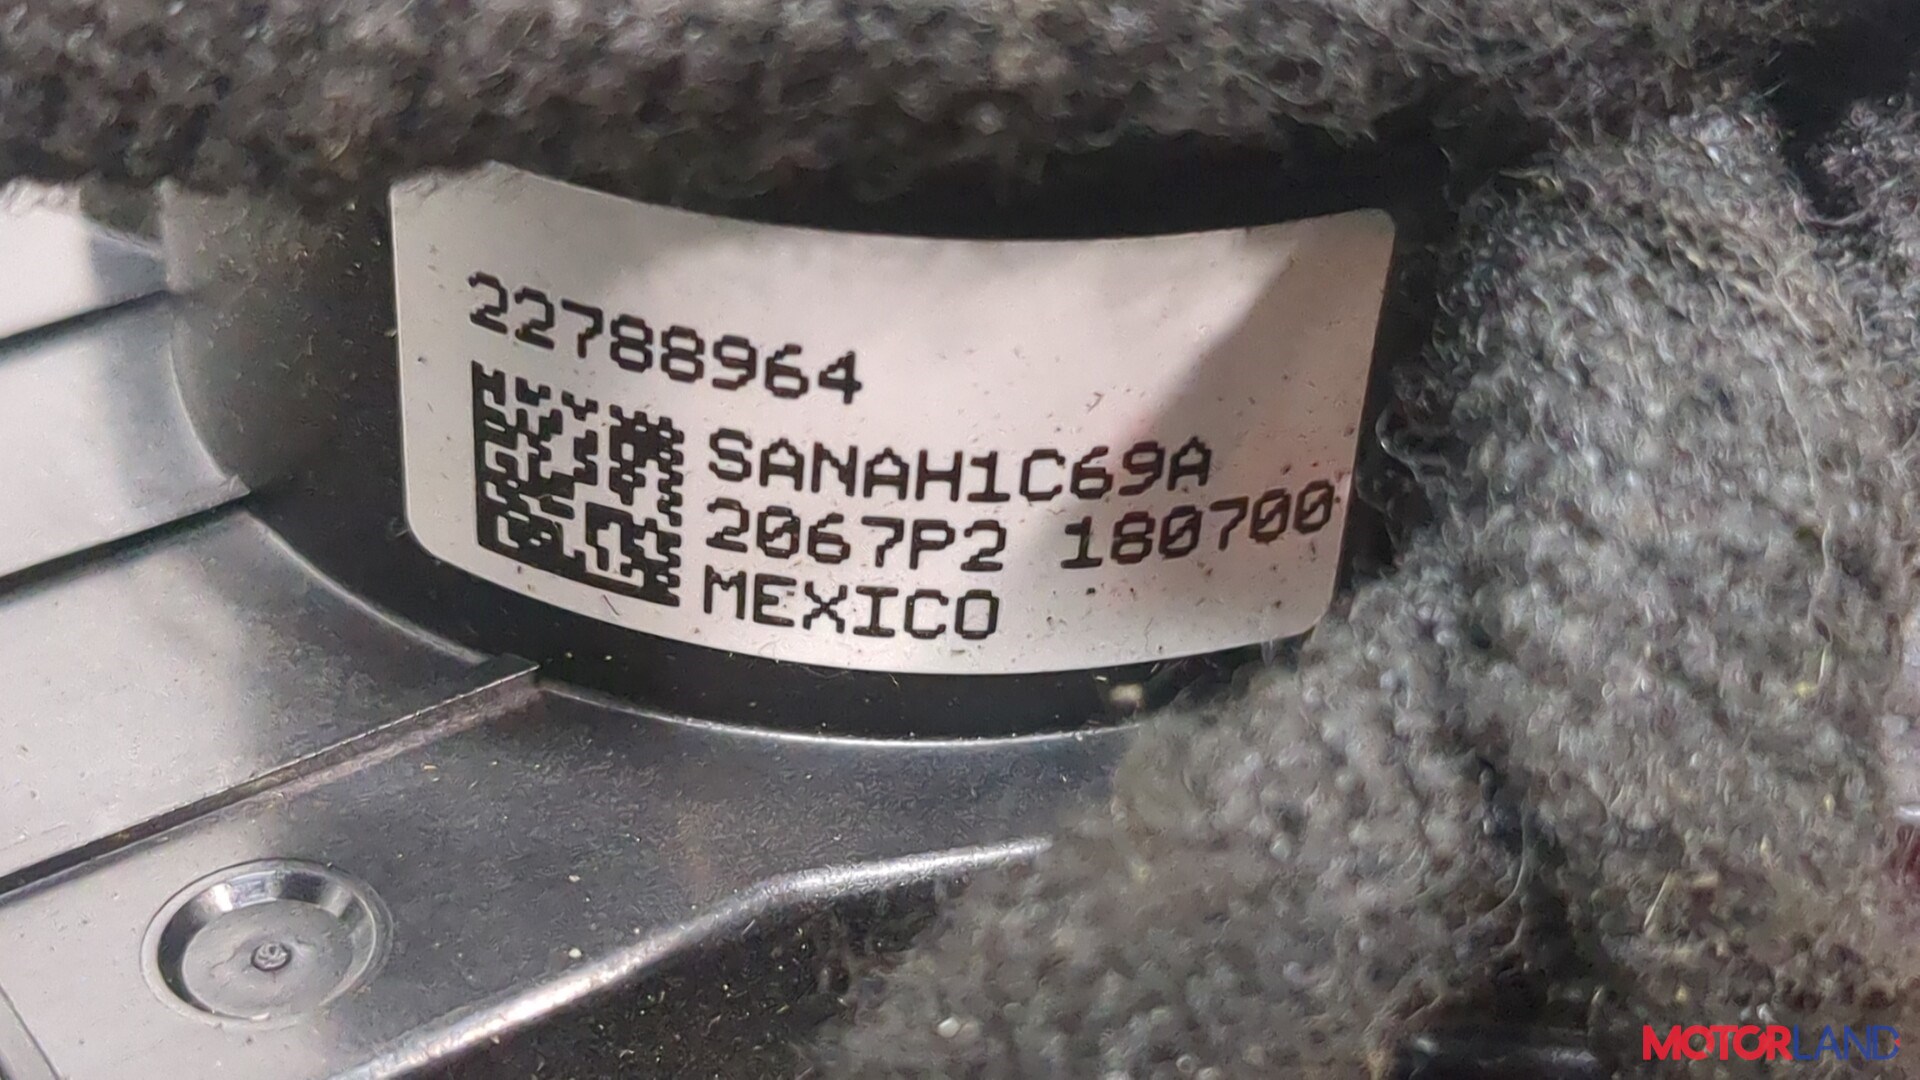 22788964
SANAH1C69A
2067P2 180700
MEXICO
MOTORLAND